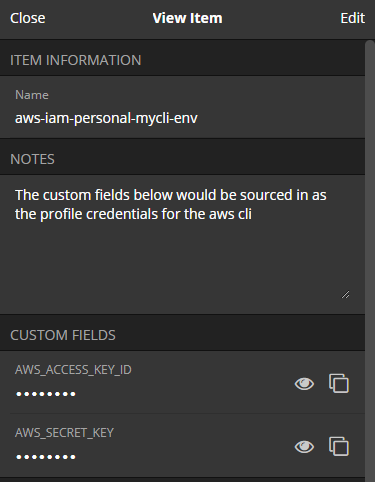 Close View Item Edit
ITEM INFORMATION
Name
aws-iam-personal-mycli-env
NOTES
The custom fields below would be sourced in as
the profile credentials for the aws cli
CUSTOM FIELDS
AWS_ACCESS_KEY_ID
••••••••
AWS_SECRET_KEY
••••••••